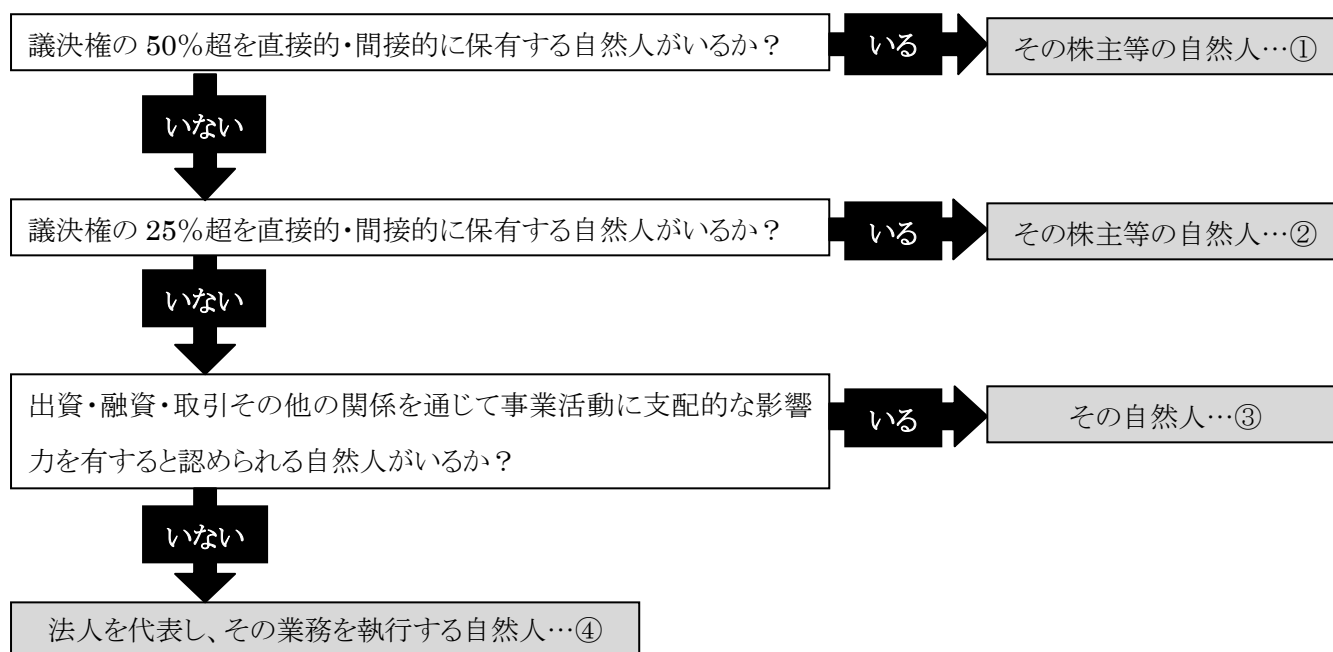 議決権の 50%超を直接的・間接的に保有する自然人がいるか?
いる
その株主等の自然人…①
いない
議決権の 25%超を直接的・間接的に保有する自然人がいるか?
いる
その株主等の自然人…②
いない
出資・融資・取引その他の関係を通じて事業活動に支配的な影響
力を有すると認められる自然人がいるか?
いる
その自然人…③
いない
法人を代表し、その業務を執行する自然人…④